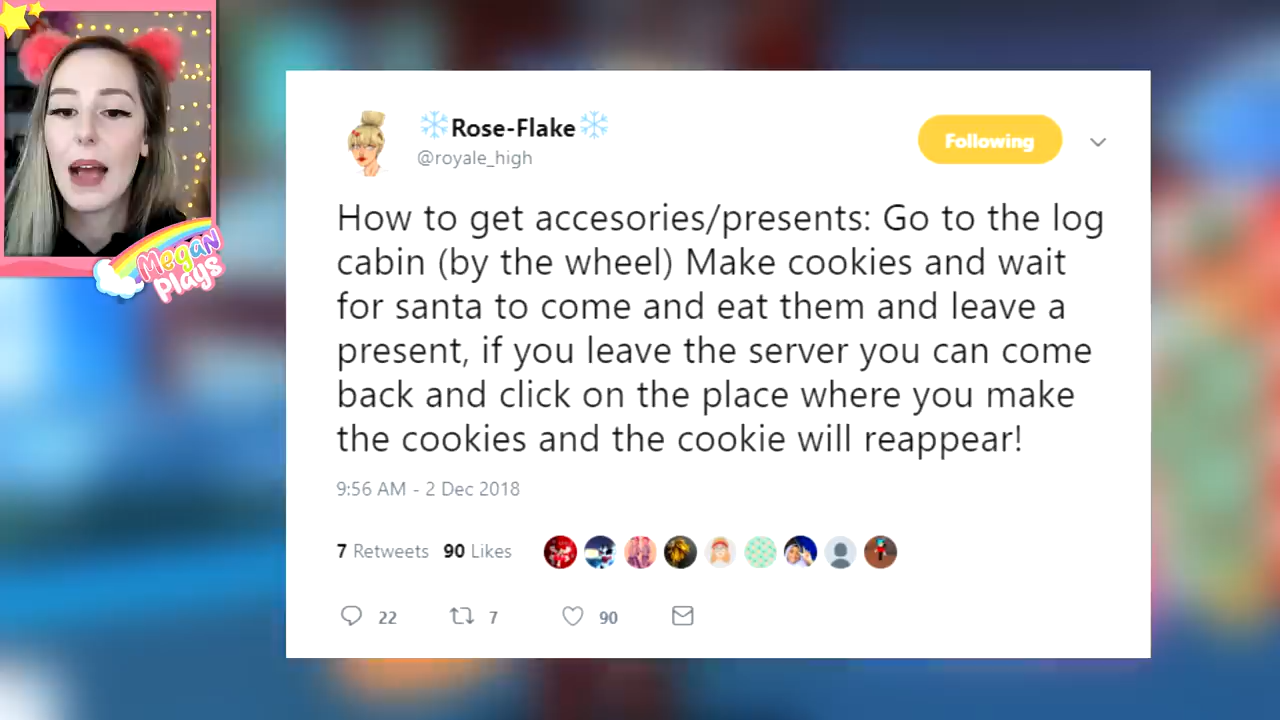 MeGaN
Plays
❄Rose-Flake❄
@royale_high
Following
How to get accesories/presents: Go to the log
cabin (by the wheel) Make cookies and wait
for santa to come and eat them and leave a
present, if you leave the server you can come
back and click on the place where you make
the cookies and the cookie will reappear!
9:56 AM - 2 Dec 2018
7 Retweets 90 Likes
22 7 90